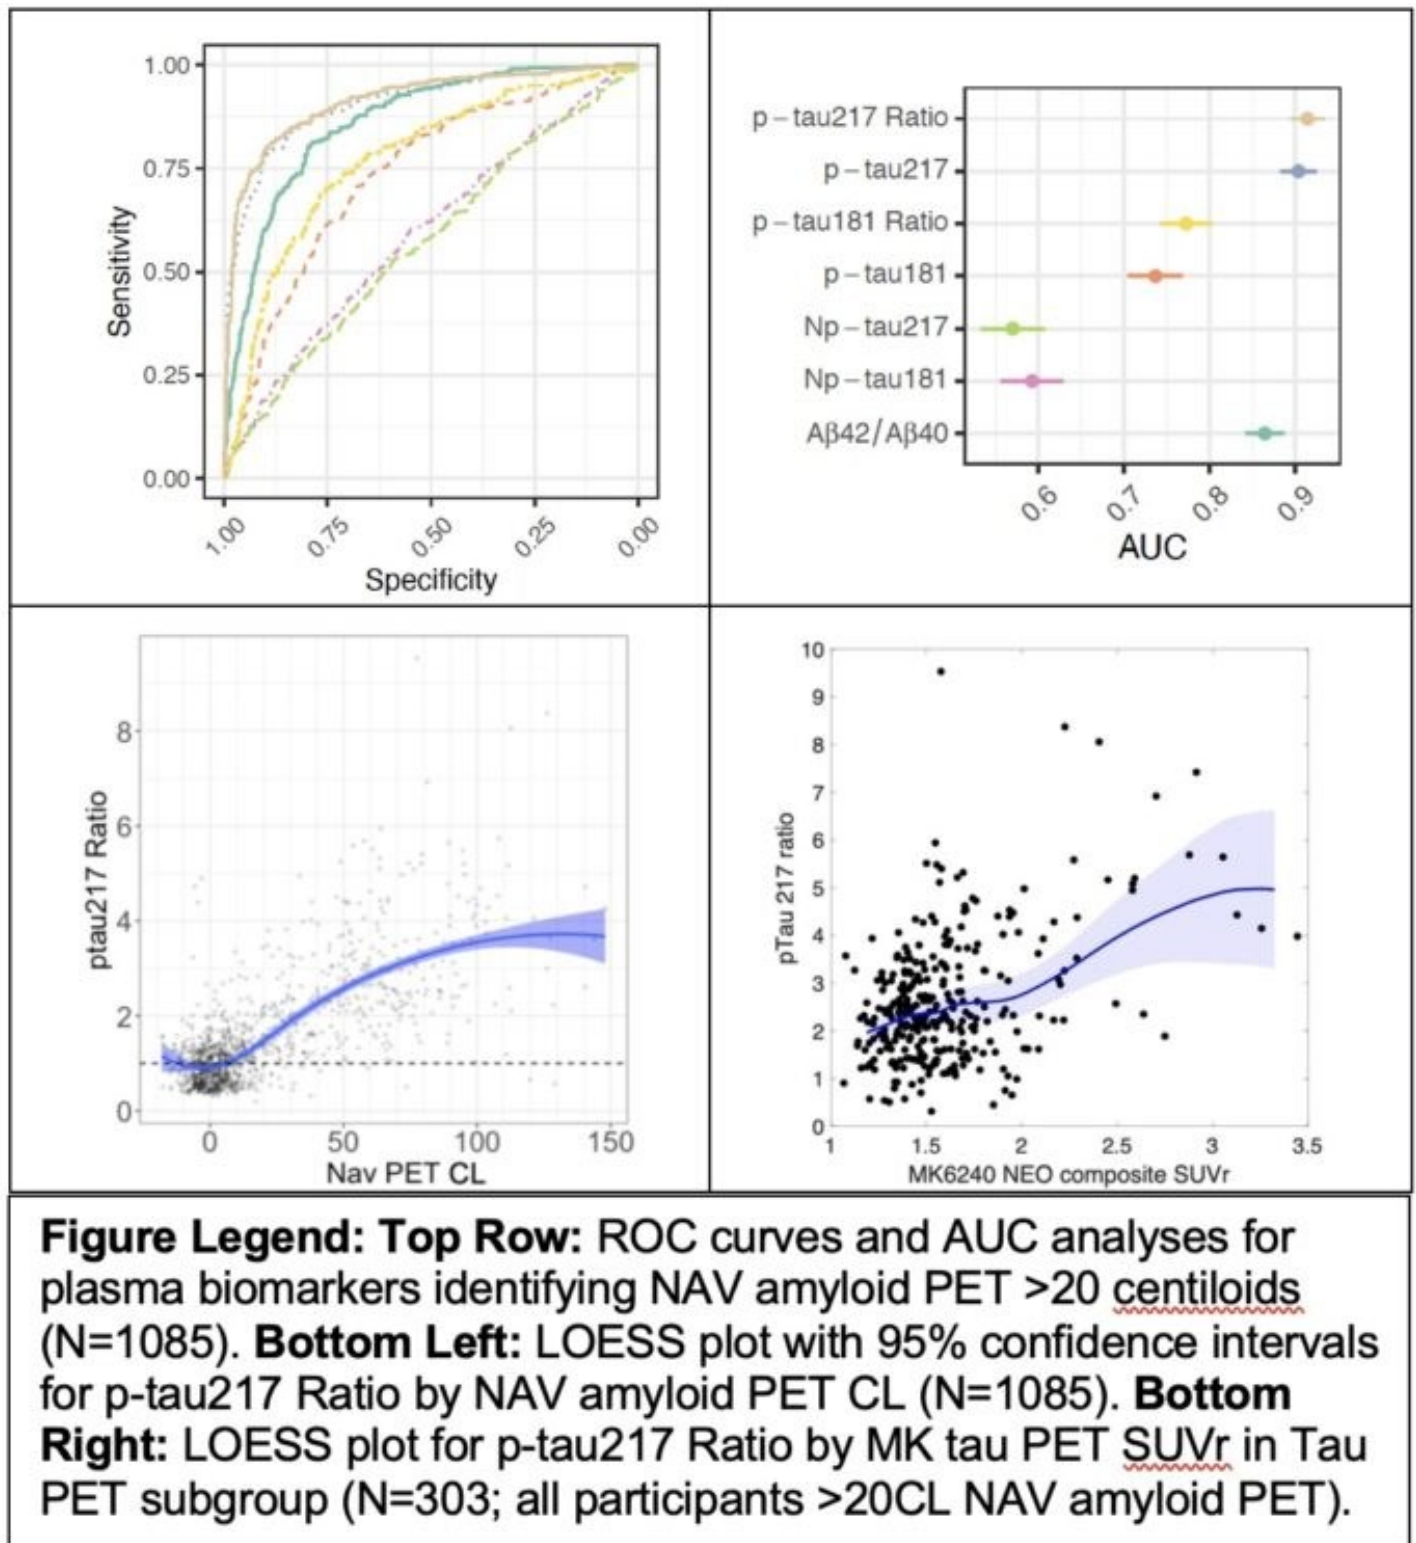 1.00
0.75
0.50
0.25
0.00
Sensitivity
1.00
0.75
0.50
0.25
0.00
Specificity
p-tau217 Ratio
p-tau217
p-tau181 Ratio
p-tau181
Np-tau217
Np-tau181
Aβ42/Aβ40
0.6
0.7
0.8
0.9
AUC
8
6
4
2
0
ptau217 Ratio
0
50
100
150
Nav PET CL
10
9
8
7
6
5
4
3
2
1
0
pTau 217 ratio
1
1.5
2
2.5
3
3.5
MK6240 NEO composite SUVr
Figure Legend: Top Row: ROC curves and AUC analyses for
plasma biomarkers identifying NAV amyloid PET >20 centiloids
(N=1085). Bottom Left: LOESS plot with 95% confidence intervals
for p-tau217 Ratio by NAV amyloid PET CL (N=1085). Bottom
Right: LOESS plot for p-tau217 Ratio by MK tau PET SUVr in Tau
PET subgroup (N=303; all participants >20CL NAV amyloid PET).